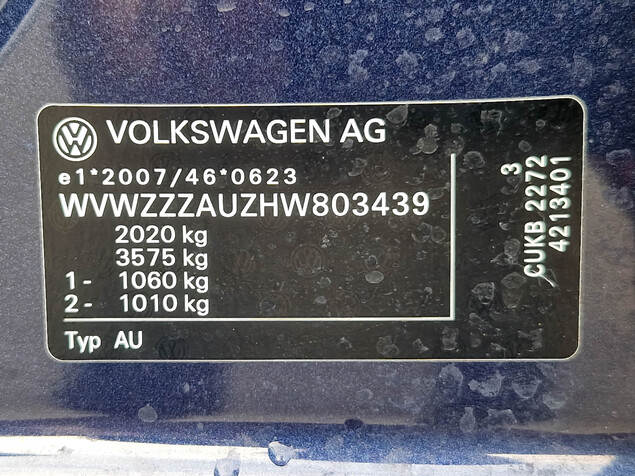 VOLKSWAGEN AG
e1*2007/46*0623
WVWZZZAUZHW803439
2020 kg
3575 kg
1- 1060 kg
2- 1010 kg
Typ AU
3
CUKB 2272
4213401